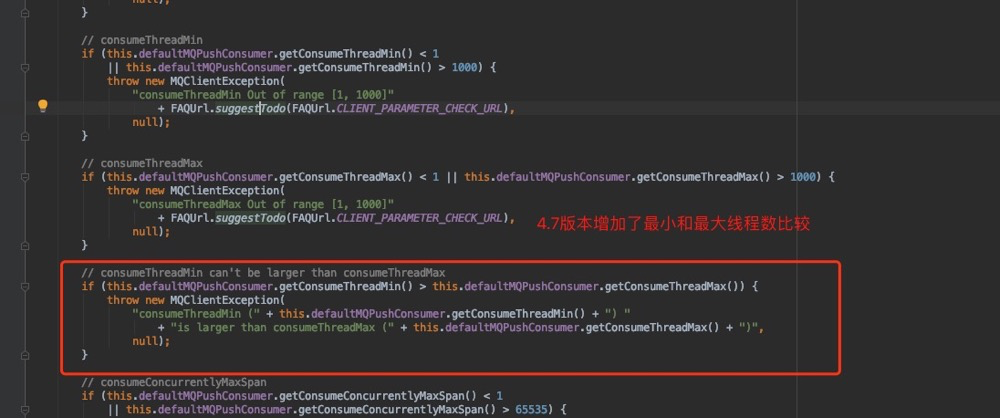 }
// consumeThreadMin
if (this.defaultMQPushConsumer.getConsumeThreadMin() < 1
|| this.defaultMQPushConsumer.getConsumeThreadMin() > 1000) {
throw new MQClientException(
"consumeThreadMin Out of range [1, 1000]"
+ FAQUrl.suggestTodo(FAQUrl.CLIENT_PARAMETER_CHECK_URL),
null);
}
// consumeThreadMax
if (this.defaultMQPushConsumer.getConsumeThreadMax() < 1 || this.defaultMQPushConsumer.getConsumeThreadMax() > 1000) {
throw new MQClientException(
"consumeThreadMax Out of range [1, 1000]"
+ FAQUrl.suggestTodo(FAQUrl.CLIENT_PARAMETER_CHECK_URL),
4.7版本增加了最小和最大线程数比较
null);
}
// consumeThreadMin can't be larger than consumeThreadMax
if (this.defaultMQPushConsumer.getConsumeThreadMin() > this.defaultMQPushConsumer.getConsumeThreadMax()) {
throw new MQClientException(
"consumeThreadMin (" + this.defaultMQPushConsumer.getConsumeThreadMin() + ") "
+ "is larger than consumeThreadMax (" + this.defaultMQPushConsumer.getConsumeThreadMax() + ")",
null);
}
// consumeConcurrentlyMaxSpan
if (this.defaultMQPushConsumer.getConsumeConcurrentlyMaxSpan() < 1
|| this.defaultMQPushConsumer.getConsumeConcurrentlyMaxSpan() > 65535) {